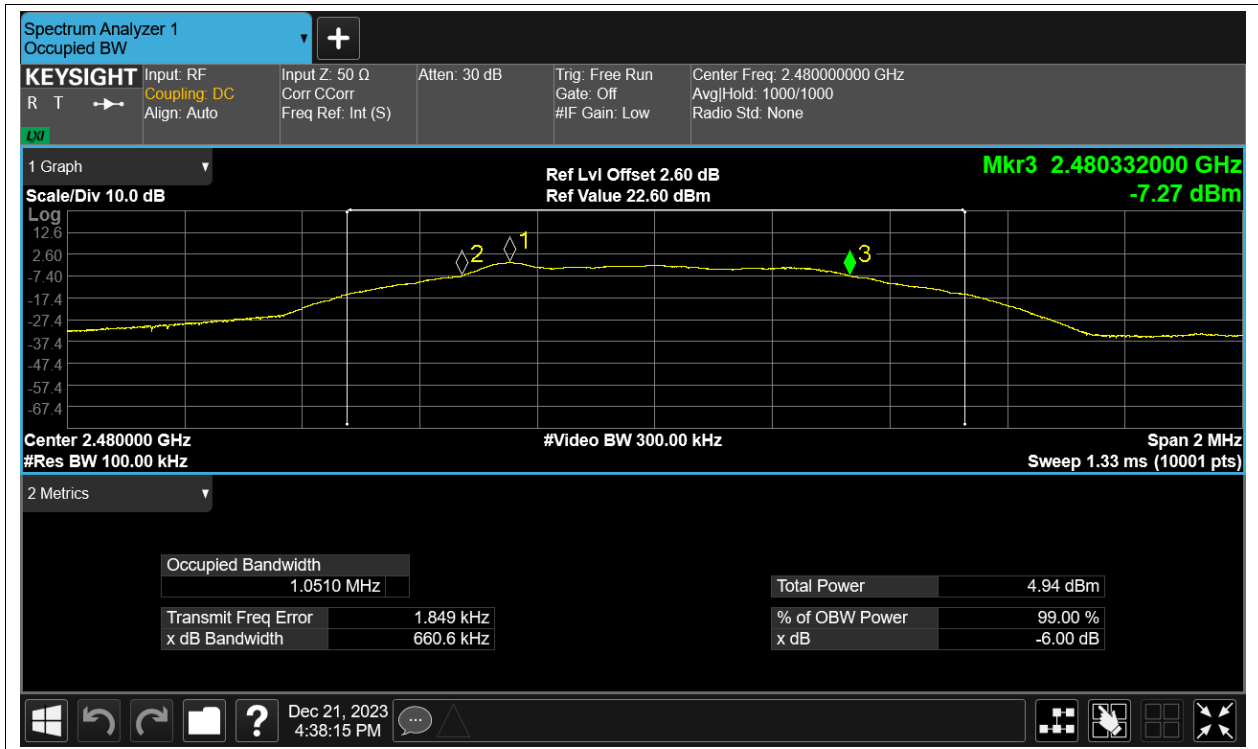 Spectrum Analyzer 1
Occupied BW
KEYSIGHT
R T
LXI
Input: RF
Coupling: DC
Align: Auto
Input Z: 50 Ω
Corr CCorr
Freq Ref: Int (S)
Atten: 30 dB
Trig: Free Run
Gate: Off
#IF Gain: Low
Center Freq: 2.480000000 GHz
Avg|Hold: 1000/1000
Radio Std: None
1 Graph
Scale/Div 10.0 dB
Ref Lvl Offset 2.60 dB
Ref Value 22.60 dBm
Mkr3 2.480332000 GHz
-7.27 dBm
Log
12.6
2.60
-7.40
-17.4
-27.4
-37.4
-47.4
-57.4
-67.4
2
1
3
Center 2.480000 GHz
#Video BW 300.00 kHz
Span 2 MHz
#Res BW 100.00 kHz
Sweep 1.33 ms (10001 pts)
2 Metrics
Occupied Bandwidth
1.0510 MHz
Total Power 4.94 dBm
Transmit Freq Error 1.849 kHz
% of OBW Power 99.00 %
x dB Bandwidth 660.6 kHz
x dB -6.00 dB
?
Dec 21, 2023
4:38:15 PM